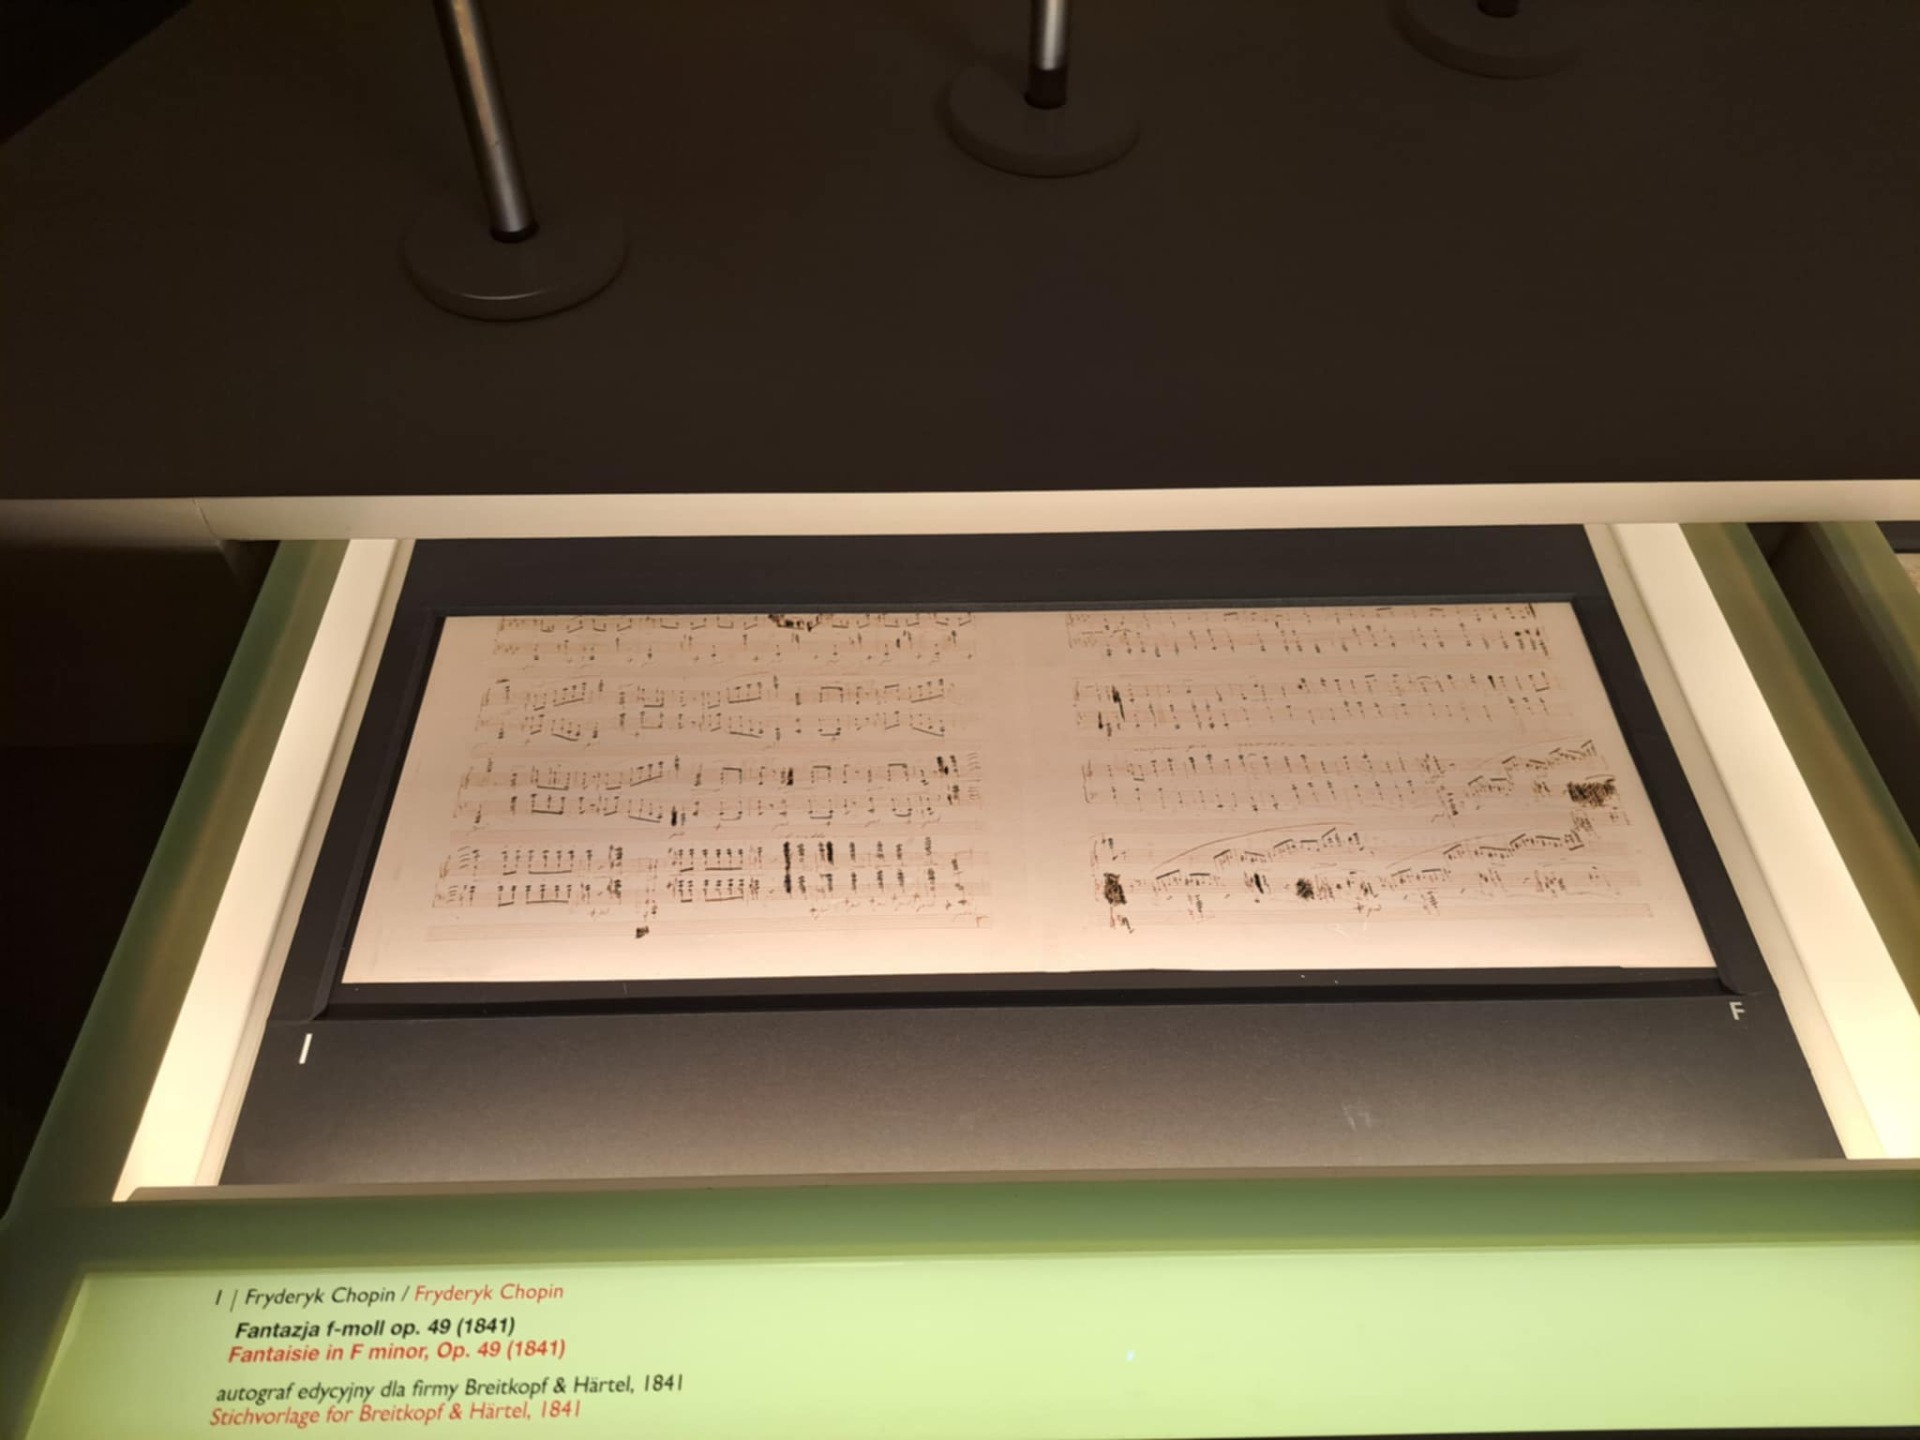 I
F
1 | Fryderyk Chopin / Fryderyk Chopin
Fantazja f-moll op. 49 (1841)
Fantaisie in F minor, Op. 49 (1841)
autograf edycyjny dla firmy Breitkopf & Härtel, 1841
Stichvorlage for Breitkopf & Härtel, 1841